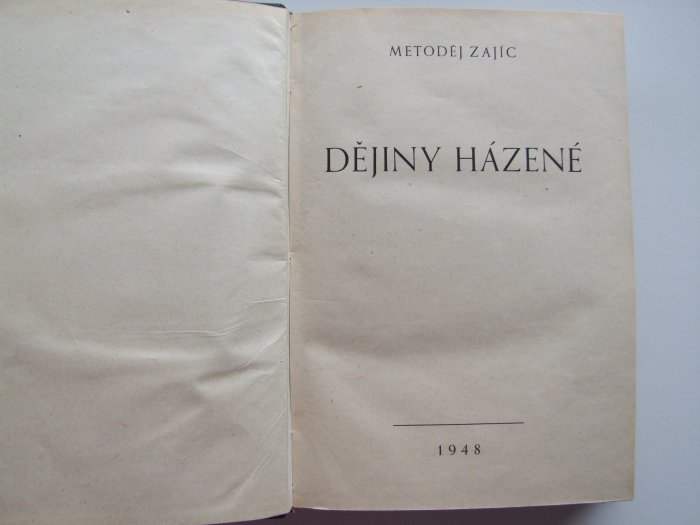 METODĚJ ZAJÍC
DĚJINY HÁZENÉ
1948